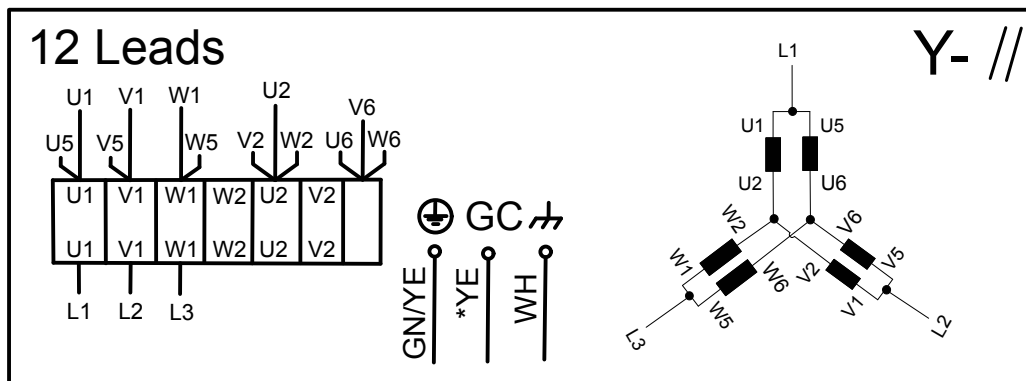 12 Leads
Y- //
U1 V1 W1 U2 V6
U5 V5 W5 V2 W2 U6 W6
U1 V1 W1 W2 U2 V2
U1 V1 W1 W2 U2 V2
L1 L2 L3
GC
GN/YE *YE WH
L1
U1 U5
U2 U6
W2 V6
W1 W6 V2 V5
W5 V1
L3 L2